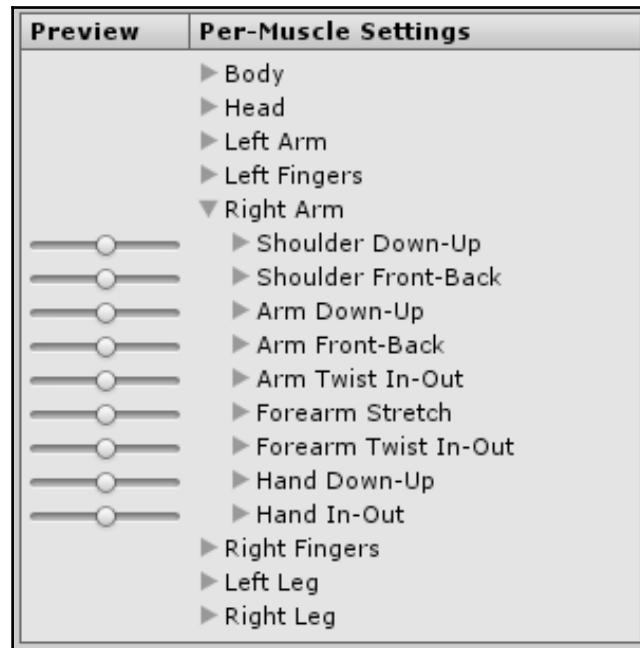 Preview Per-Muscle Settings
Body
Head
Left Arm
Left Fingers
Right Arm
Shoulder Down-Up
Shoulder Front-Back
Arm Down-Up
Arm Front-Back
Arm Twist In-Out
Forearm Stretch
Forearm Twist In-Out
Hand Down-Up
Hand In-Out
Right Fingers
Left Leg
Right Leg